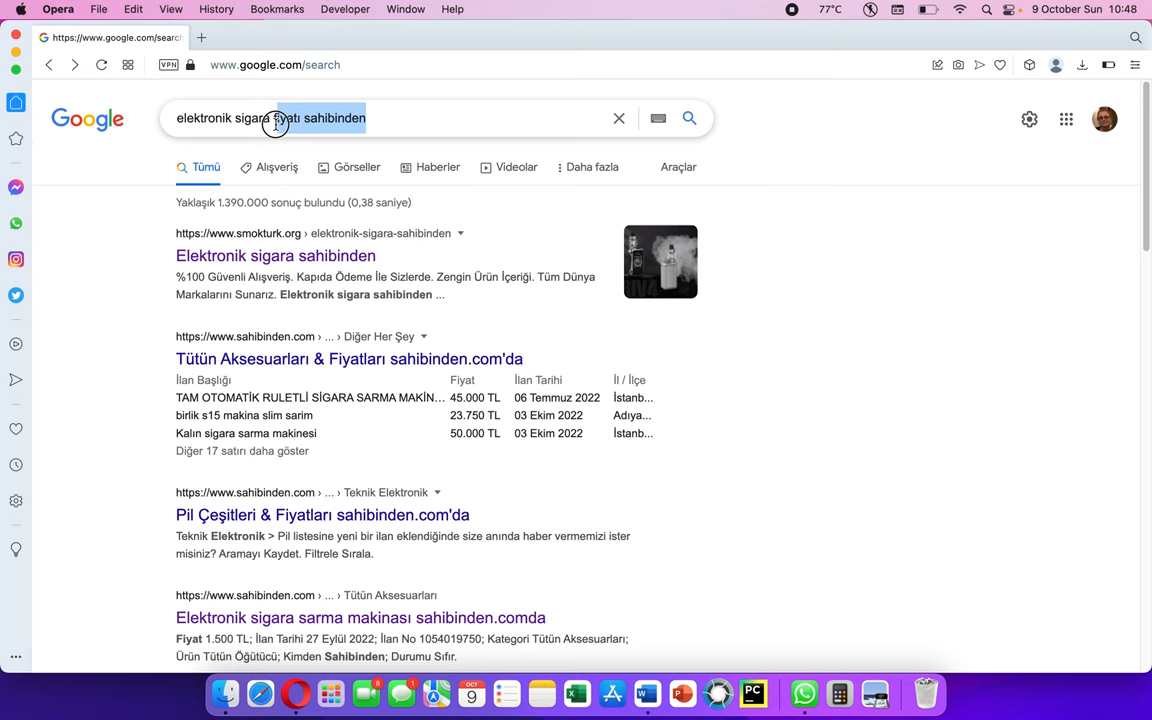 Opera File Edit View History Bookmarks Developer Window Help 77°C 9 October Sun 10:48
https://www.google.com/search
VPN www.google.com/search
Google elektronik sigara fiyatı sahibinden
Tümü Alışveriş Görseller Haberler Videolar Daha fazla Araçlar
Yaklaşık 1.390.000 sonuç bulundu (0,38 saniye)
https://www.smokturk.org › elektronik-sigara-sahibinden
Elektronik sigara sahibinden
%100 Güvenli Alışveriş. Kapıda Ödeme İle Sizlerde. Zengin Ürün İçeriği. Tüm Dünya
Markalarını Sunarız. Elektronik sigara sahibinden ...
https://www.sahibinden.com › ... › Diğer Her Şey
Tütün Aksesuarları & Fiyatları sahibinden.com'da
İlan Başlığı Fiyat İlan Tarihi İl / İlçe
TAM OTOMATİK RULETLİ SİGARA SARMA MAKİN... 45.000 TL 06 Temmuz 2022 İstanb...
birlik s15 makina slim sarim 23.750 TL 03 Ekim 2022 Adıya...
Kalın sigara sarma makinesi 50.000 TL 03 Ekim 2022 İstanb...
Diğer 17 satırı daha göster
https://www.sahibinden.com › ... › Teknik Elektronik
Pil Çeşitleri & Fiyatları sahibinden.com'da
Teknik Elektronik > Pil listesine yeni bir ilan eklendiğinde size anında haber vermemizi ister
misiniz? Aramayı Kaydet. Filtrele Sırala.
https://www.sahibinden.com › ... › Tütün Aksesuarları
Elektronik sigara sarma makinası sahibinden.comda
Fiyat 1.500 TL; İlan Tarihi 27 Eylül 2022; İlan No 1054019750; Kategori Tütün Aksesuarları;
Ürün Tütün Öğütücü; Kimden Sahibinden; Durumu Sıfır.
8 1 OCT 9 PC